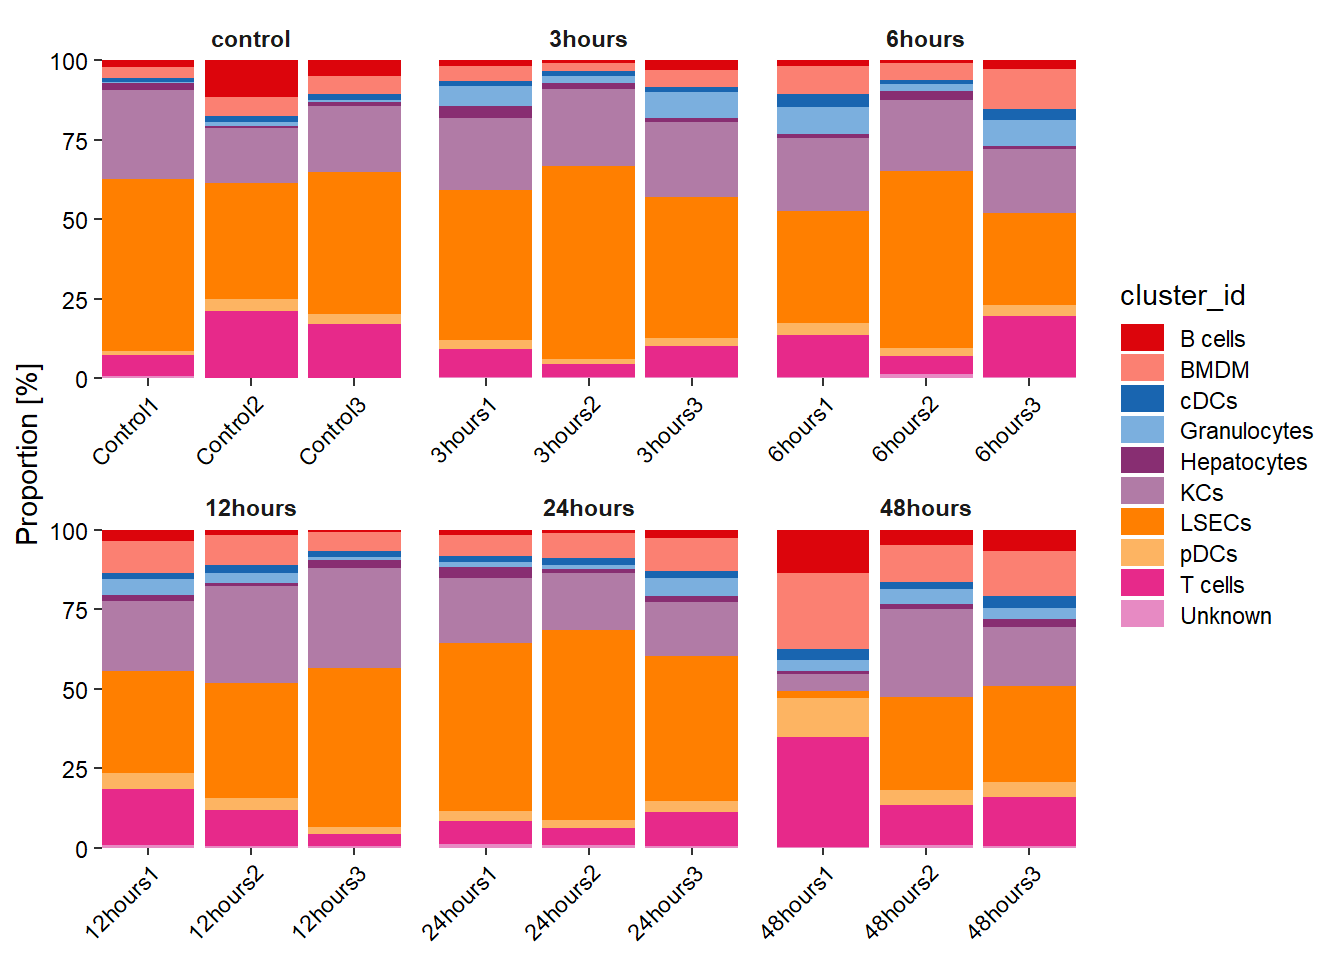 control 3hours 6hours
100
75
50
25
0
Control1 Control2 Control3 3hours1 3hours2 3hours3 6hours1 6hours2 6hours3
Proportion [%]
12hours 24hours 48hours
100
75
50
25
0
12hours1 12hours2 12hours3 24hours1 24hours2 24hours3 48hours1 48hours2 48hours3
cluster_id
B cells
BMDM
cDCs
Granulocytes
Hepatocytes
KCs
LSECs
pDCs
T cells
Unknown